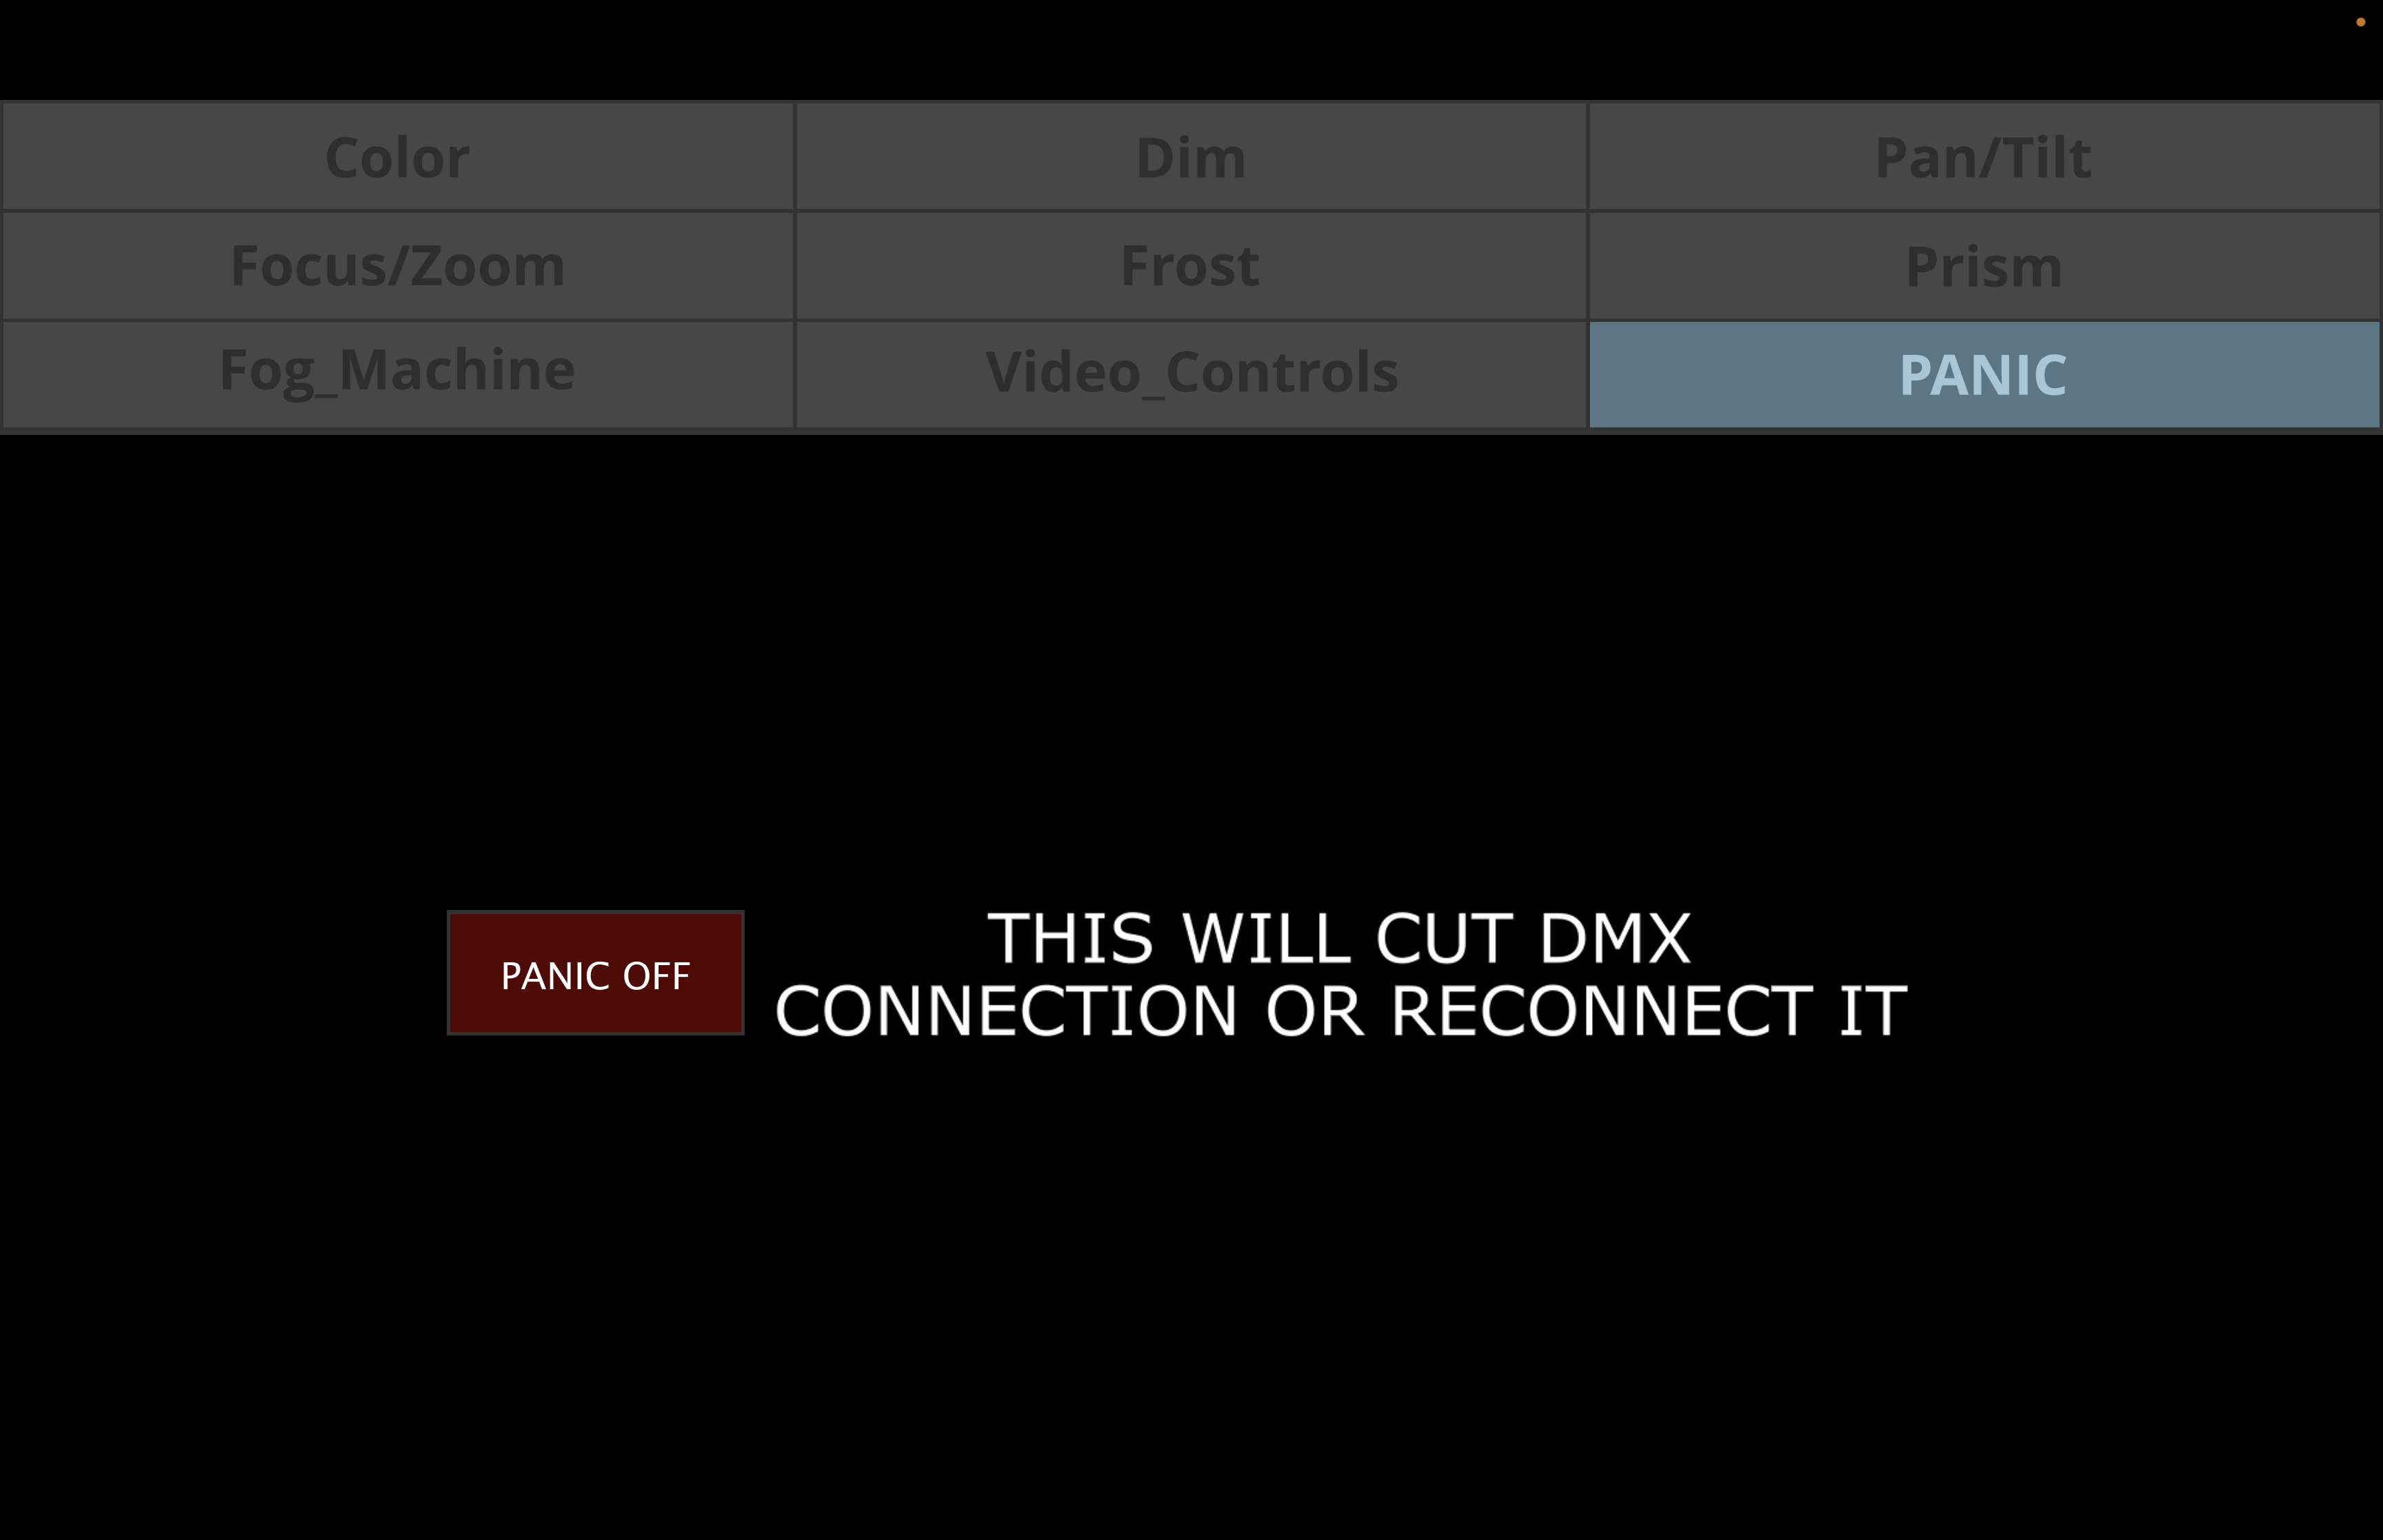 Color Dim Pan/Tilt
Focus/Zoom Frost Prism
Fog_Machine Video_Controls PANIC
PANIC OFF
THIS WILL CUT DMX
CONNECTION OR RECONNECT IT